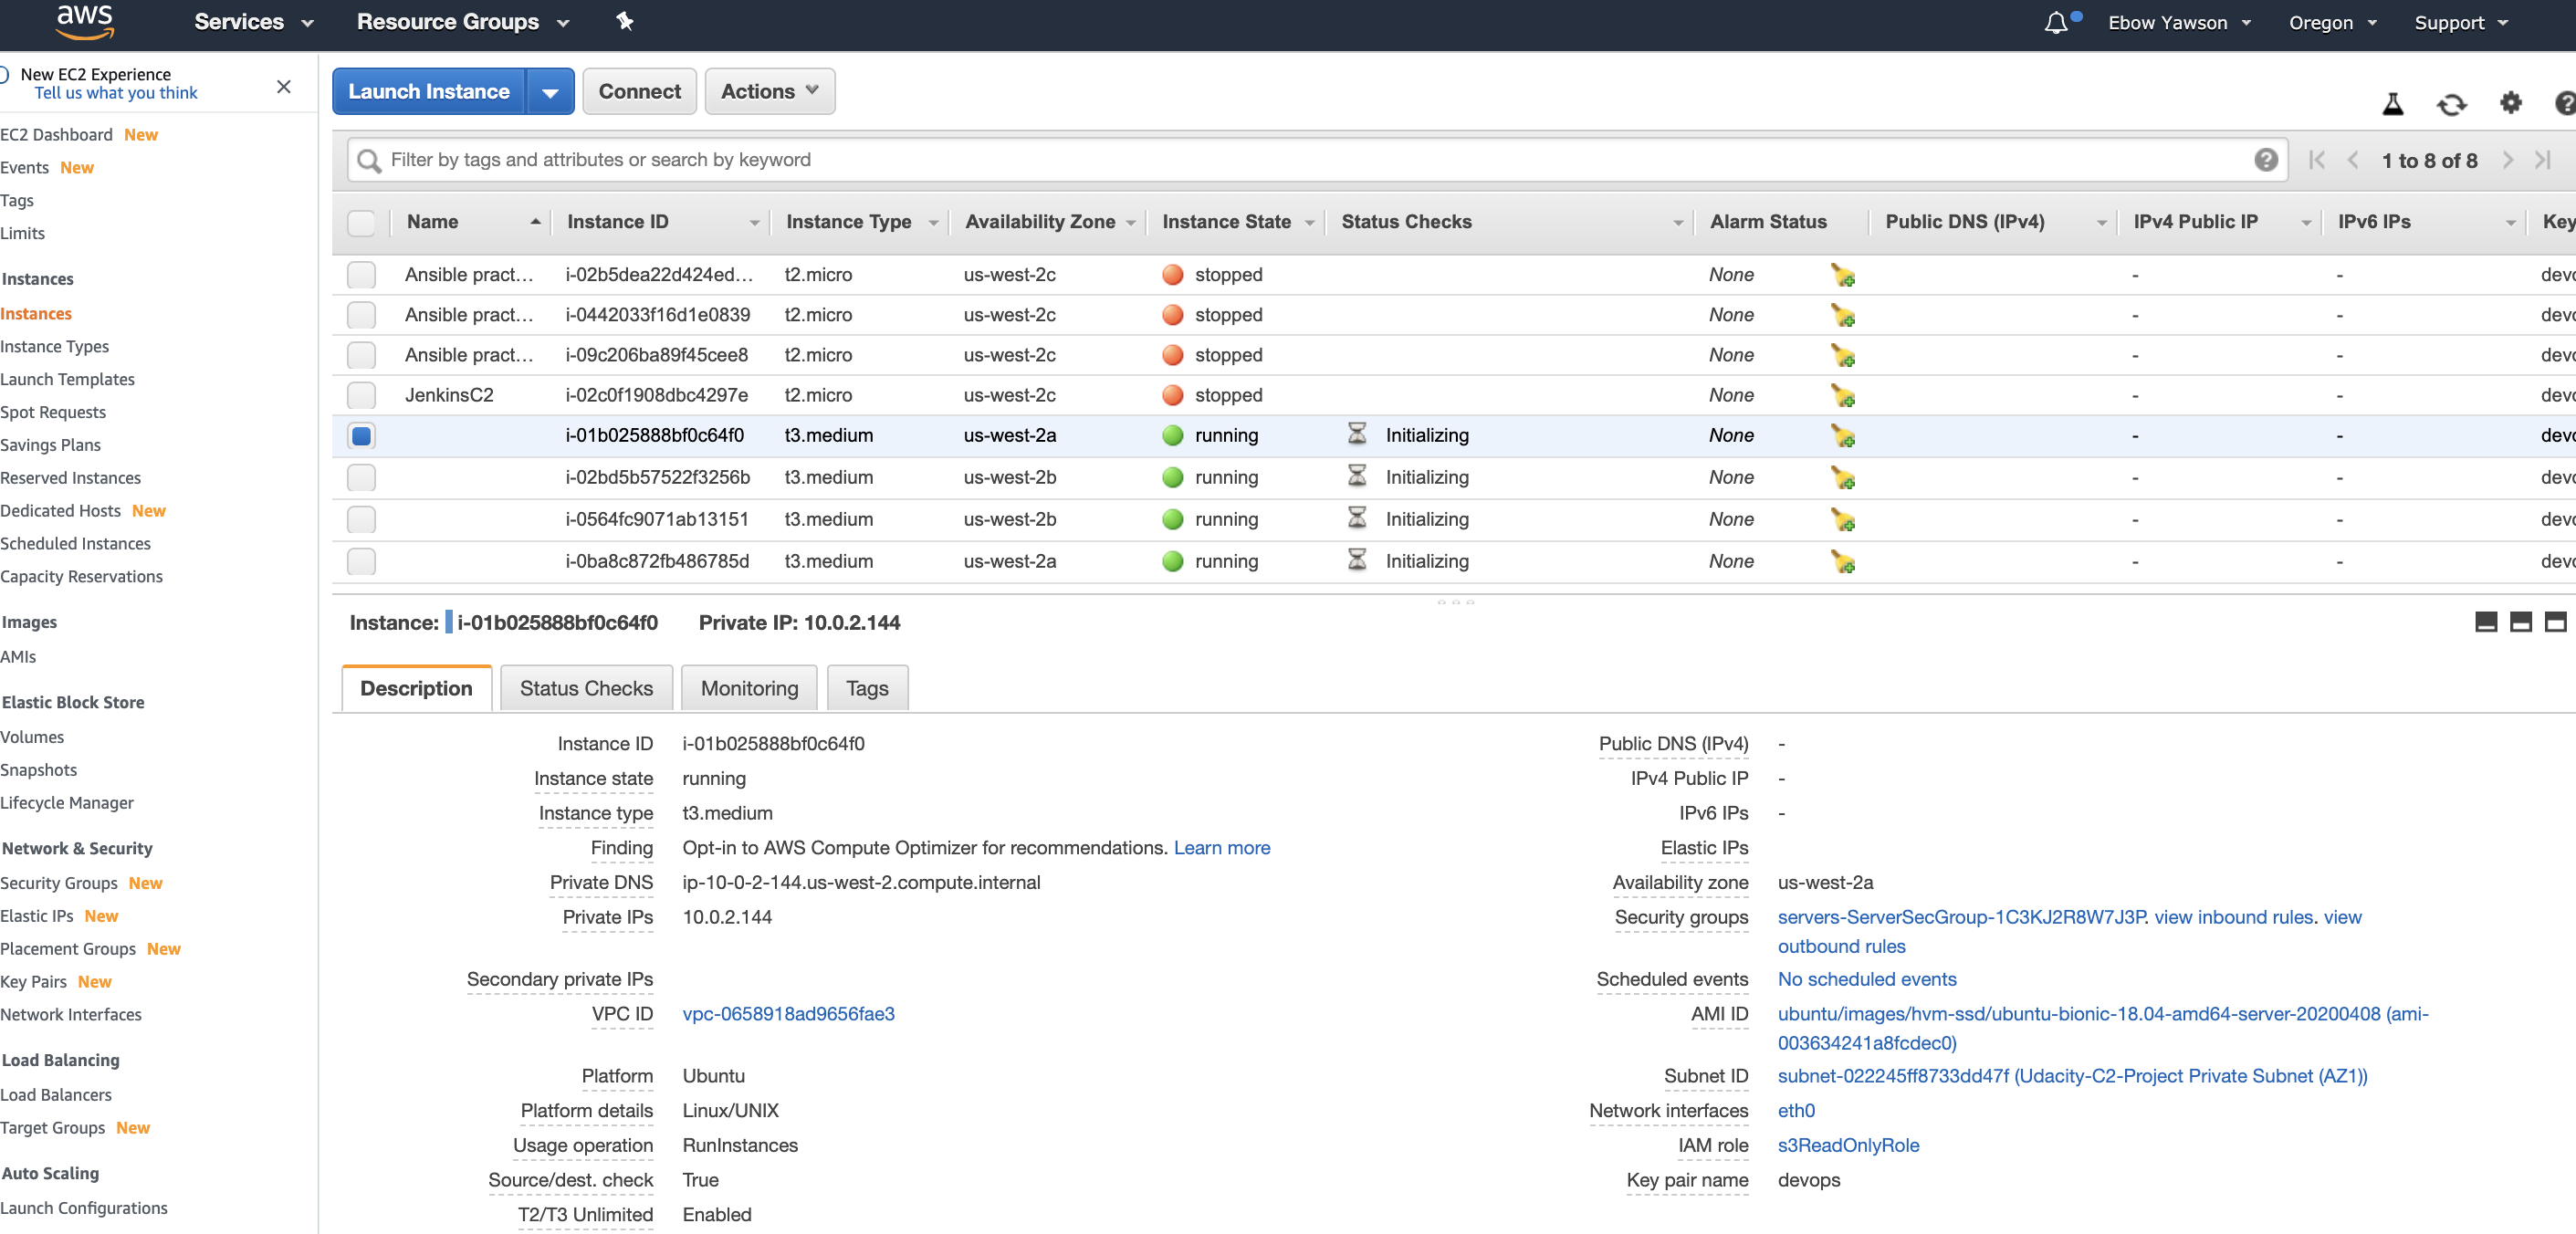 aws Services Resource Groups Ebow Yawson Oregon Support
New EC2 Experience
Tell us what you think
EC2 Dashboard New
Events New
Tags
Limits
Instances
Instances
Instance Types
Launch Templates
Spot Requests
Savings Plans
Reserved Instances
Dedicated Hosts New
Scheduled Instances
Capacity Reservations
Images
AMIs
Elastic Block Store
Volumes
Snapshots
Lifecycle Manager
Network & Security
Security Groups New
Elastic IPs New
Placement Groups New
Key Pairs New
Network Interfaces
Load Balancing
Load Balancers
Target Groups New
Auto Scaling
Launch Configurations
Launch Instance Connect Actions
Filter by tags and attributes or search by keyword 1 to 8 of 8
Name Instance ID Instance Type Availability Zone Instance State Status Checks Alarm Status Public DNS (IPv4) IPv4 Public IP IPv6 IPs Key
Ansible pract... i-02b5dea22d424ed... t2.micro us-west-2c stopped None - - devo
Ansible pract... i-0442033f16d1e0839 t2.micro us-west-2c stopped None - - devo
Ansible pract... i-09c206ba89f45cee8 t2.micro us-west-2c stopped None - - devo
JenkinsC2 i-02c0f1908dbc4297e t2.micro us-west-2c stopped None - - devo
i-01b025888bf0c64f0 t3.medium us-west-2a running Initializing None - - devo
i-02bd5b57522f3256b t3.medium us-west-2b running Initializing None - - devo
i-0564fc9071ab13151 t3.medium us-west-2b running Initializing None - - devo
i-0ba8c872fb486785d t3.medium us-west-2a running Initializing None - - devo
Instance: i-01b025888bf0c64f0 Private IP: 10.0.2.144
Description Status Checks Monitoring Tags
Instance ID i-01b025888bf0c64f0
Instance state running
Instance type t3.medium
Finding Opt-in to AWS Compute Optimizer for recommendations. Learn more
Private DNS ip-10-0-2-144.us-west-2.compute.internal
Private IPs 10.0.2.144
Secondary private IPs
VPC ID vpc-0658918ad9656fae3
Platform Ubuntu
Platform details Linux/UNIX
Usage operation RunInstances
Source/dest. check True
T2/T3 Unlimited Enabled
Public DNS (IPv4) -
IPv4 Public IP -
IPv6 IPs -
Elastic IPs
Availability zone us-west-2a
Security groups servers-ServerSecGroup-1C3KJ2R8W7J3P. view inbound rules. view
outbound rules
Scheduled events No scheduled events
AMI ID ubuntu/images/hvm-ssd/ubuntu-bionic-18.04-amd64-server-20200408 (ami-
003634241a8fcdec0)
Subnet ID subnet-022245ff8733dd47f (Udacity-C2-Project Private Subnet (AZ1))
Network interfaces eth0
IAM role s3ReadOnlyRole
Key pair name devops